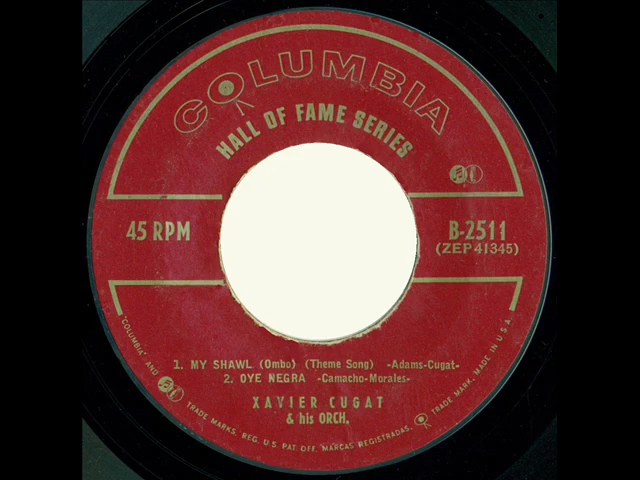 COLUMBIA
HALL OF FAME SERIES
45 RPM
B-2511
(ZEP 41345)
1. MY SHAWL (Ombo) (Theme Song) -Adams-Cugat-
2. OYE NEGRA -Camacho-Morales-
XAVIER CUGAT
& his ORCH.
"COLUMBIA" AND TRADE MARKS. REG. U.S. PAT. OFF. MARCAS REGISTRADAS. TRADE MARK, MADE IN U.S.A.